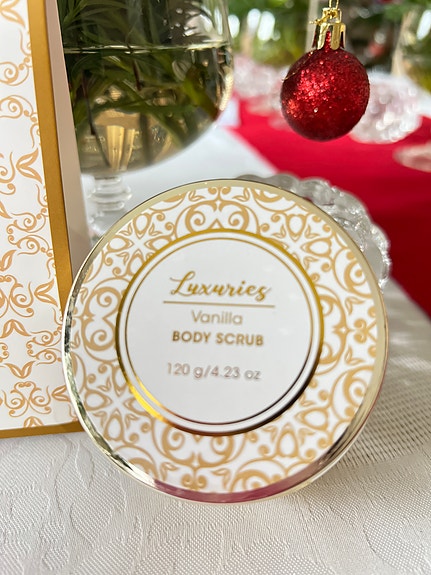 Luxuries
Vanilla
BODY SCRUB
120 g/4.23 oz